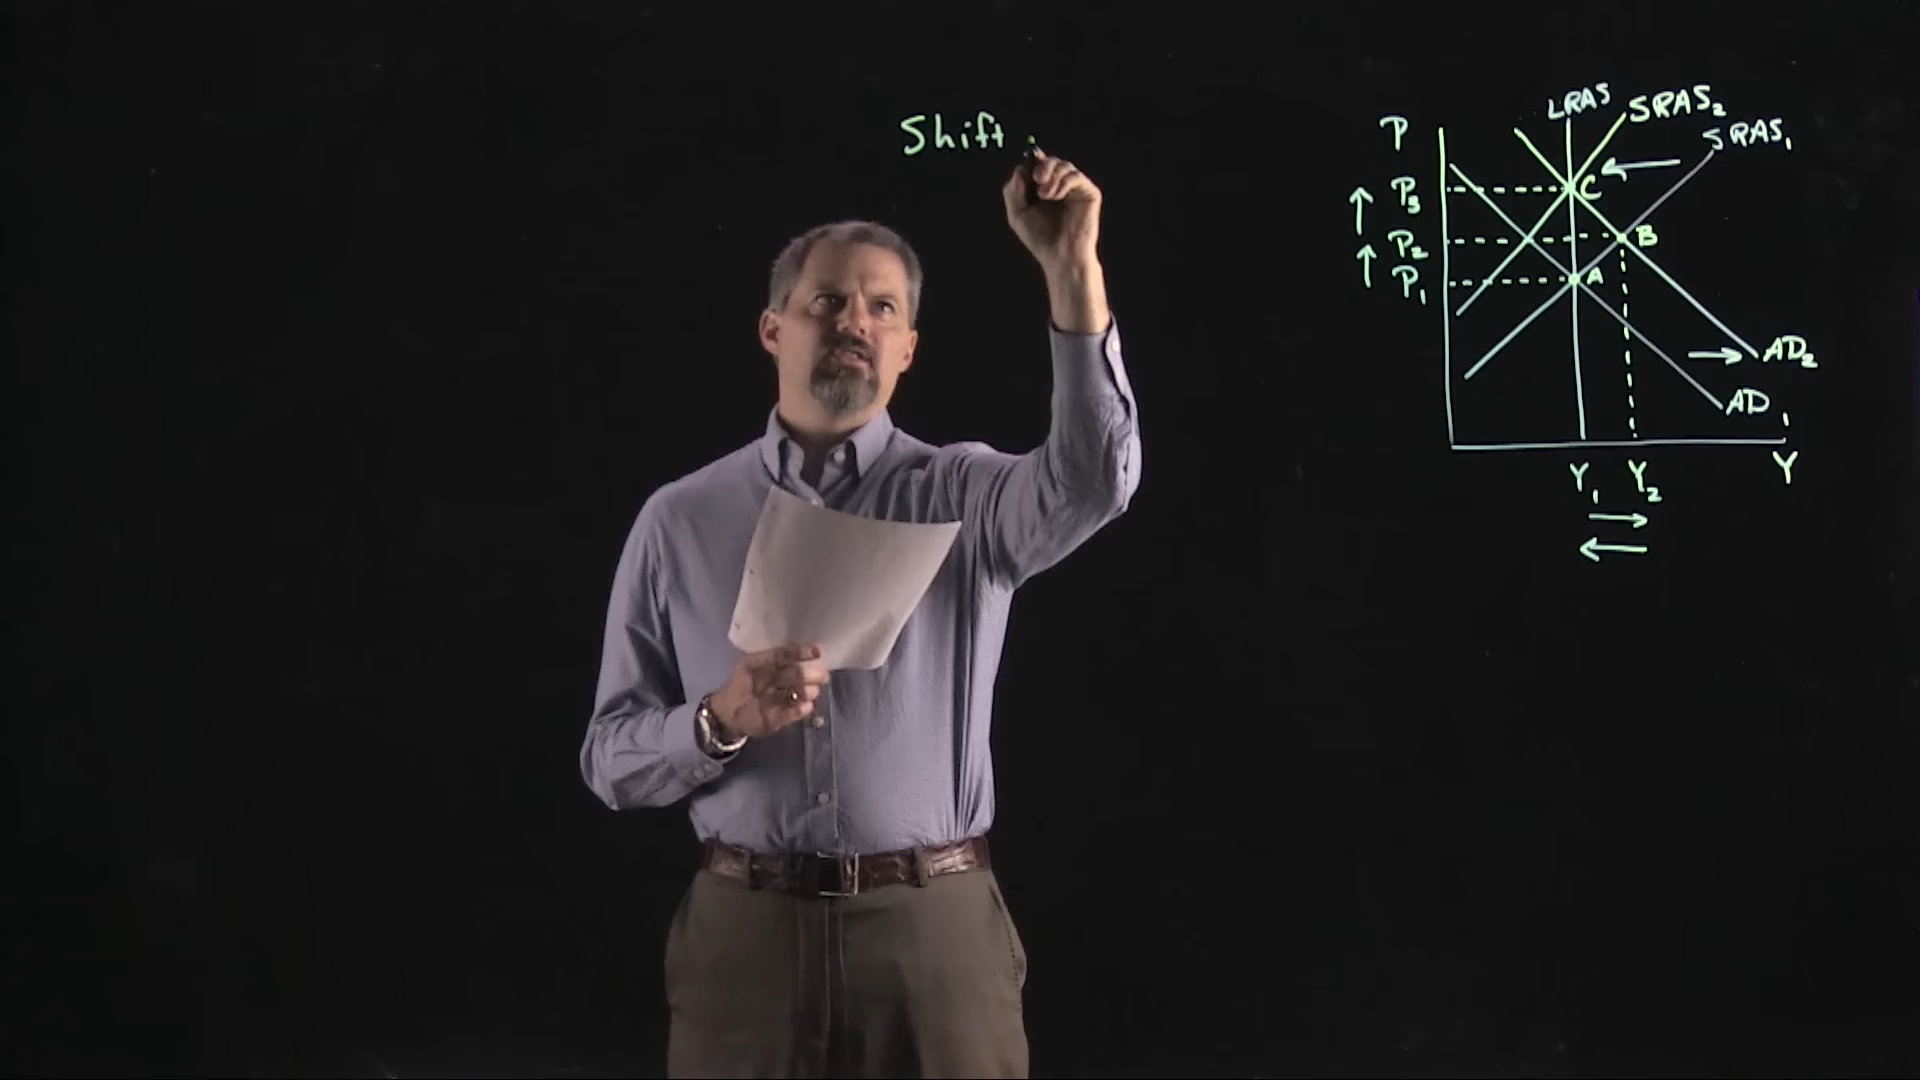 Shift
LRAS
SRAS₂
SRAS₁
P
P₃
C
P₂
B
P₁
A
AD₂
AD₁
Y₁
Y₂
Y